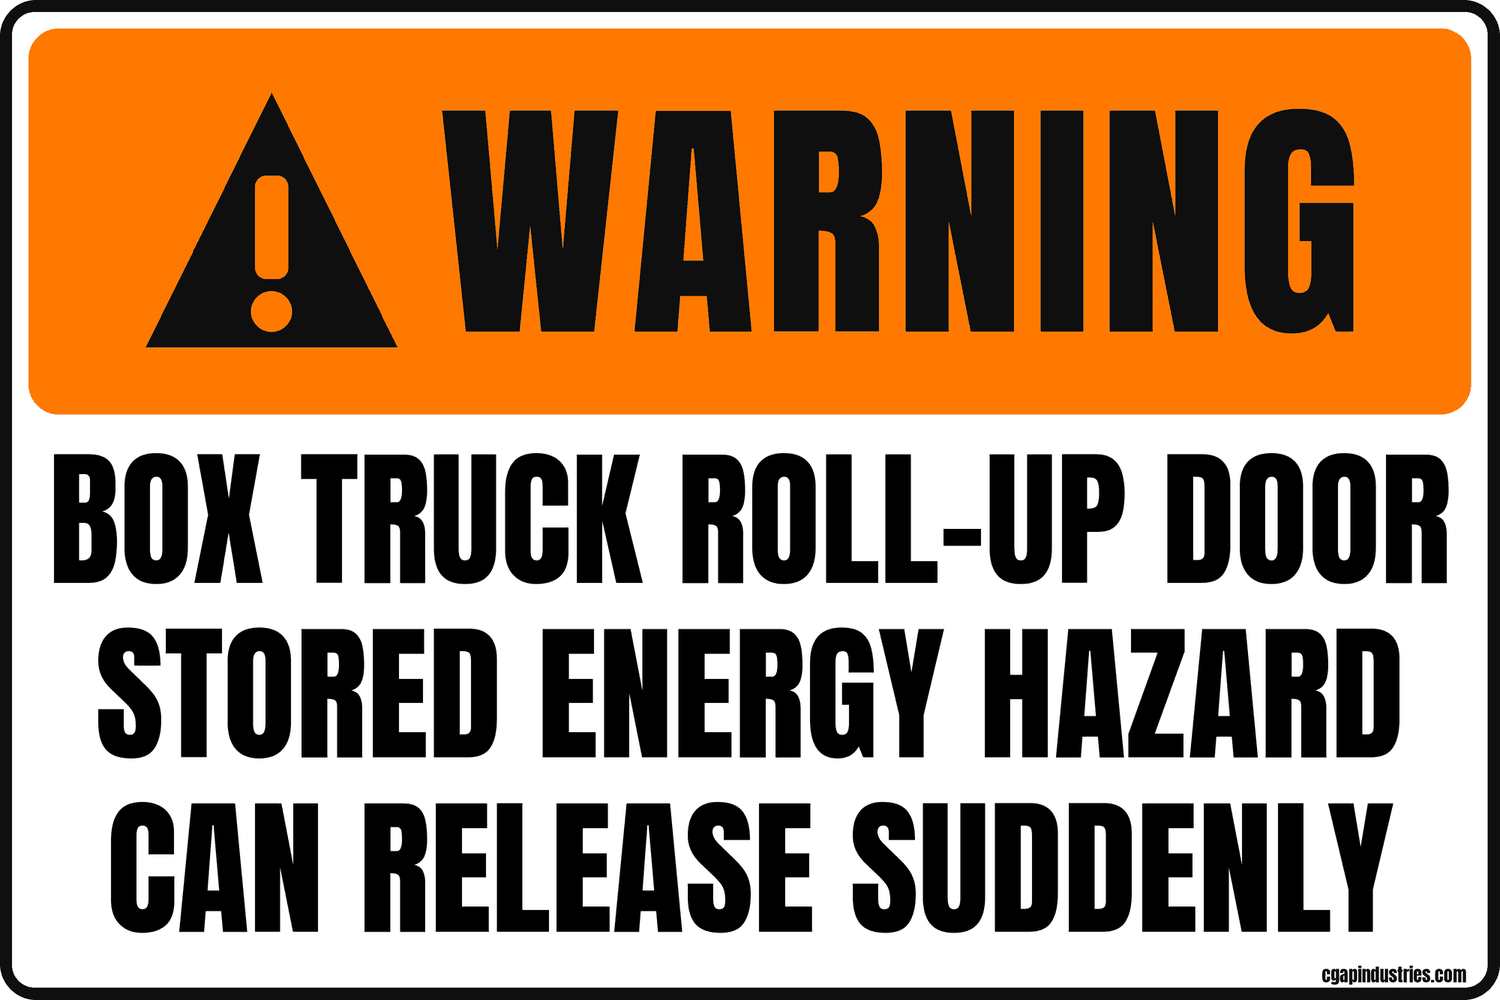 WARNING
BOX TRUCK ROLL-UP DOOR
STORED ENERGY HAZARD
CAN RELEASE SUDDENLY
cgapindustries.com